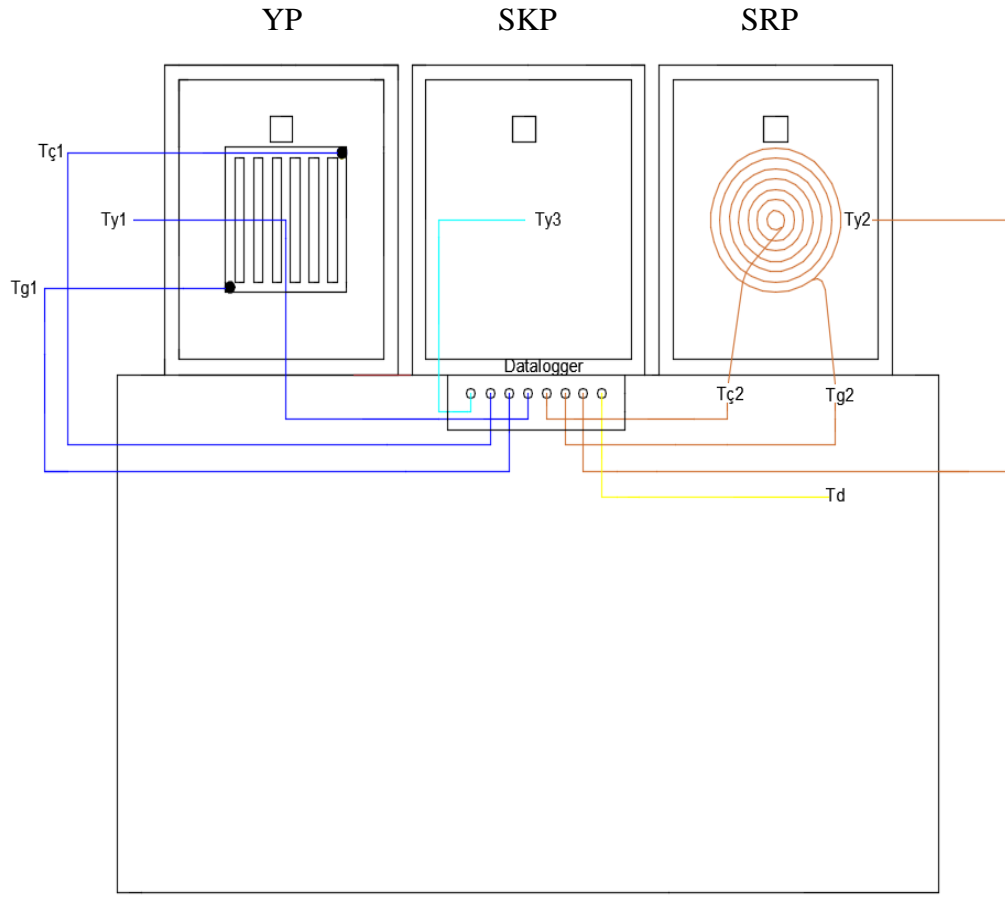 YP SKP SRP
Tç1
Ty1 Ty3 Ty2
Tg1
Datalogger
Tç2 Tg2
Td